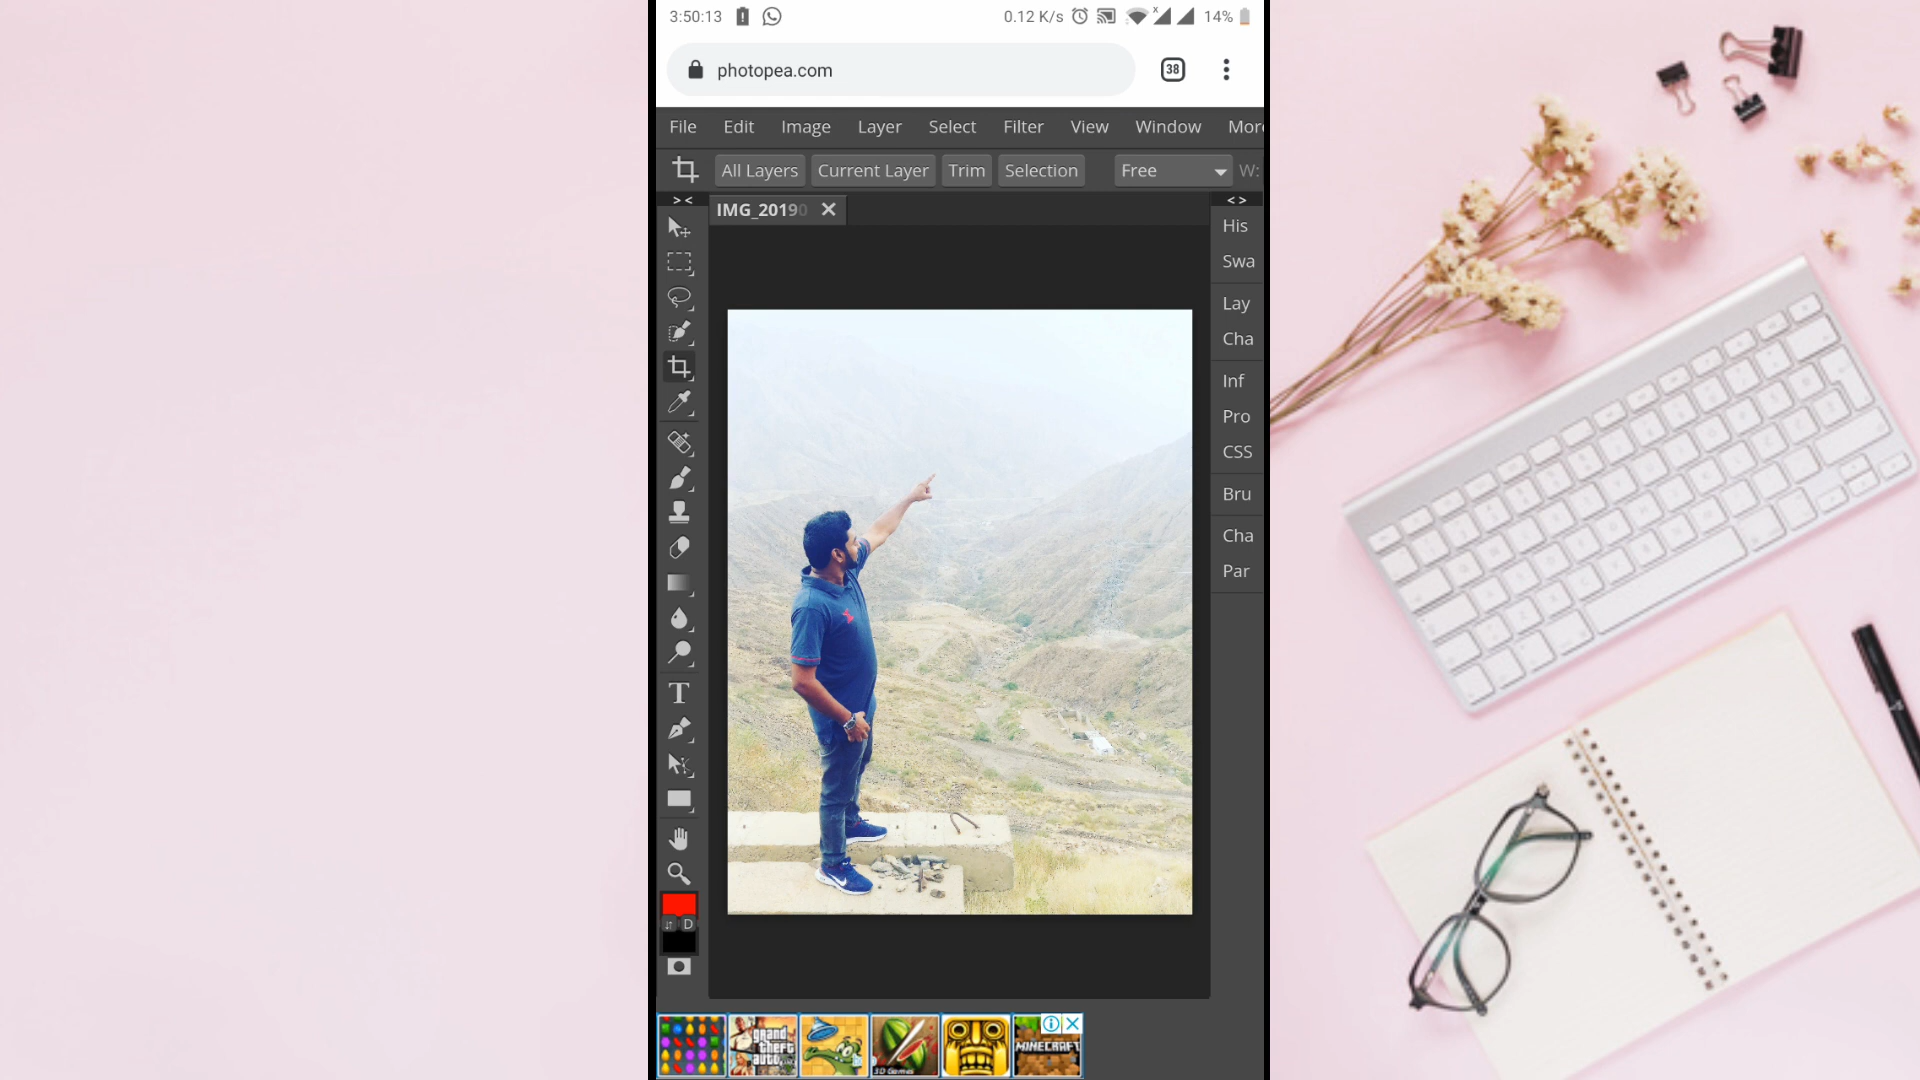 3:50:13
0.12 K/s
x
14%
photopea.com
38
File Edit Image Layer Select Filter View Window More
All Layers Current Layer Trim Selection Free W:
> <
IMG_20190
< >
His
Swa
Lay
Cha
Inf
Pro
CSS
Bru
Cha
Par
T
D
grand
theft
auto
3D Games
MINECRAFT